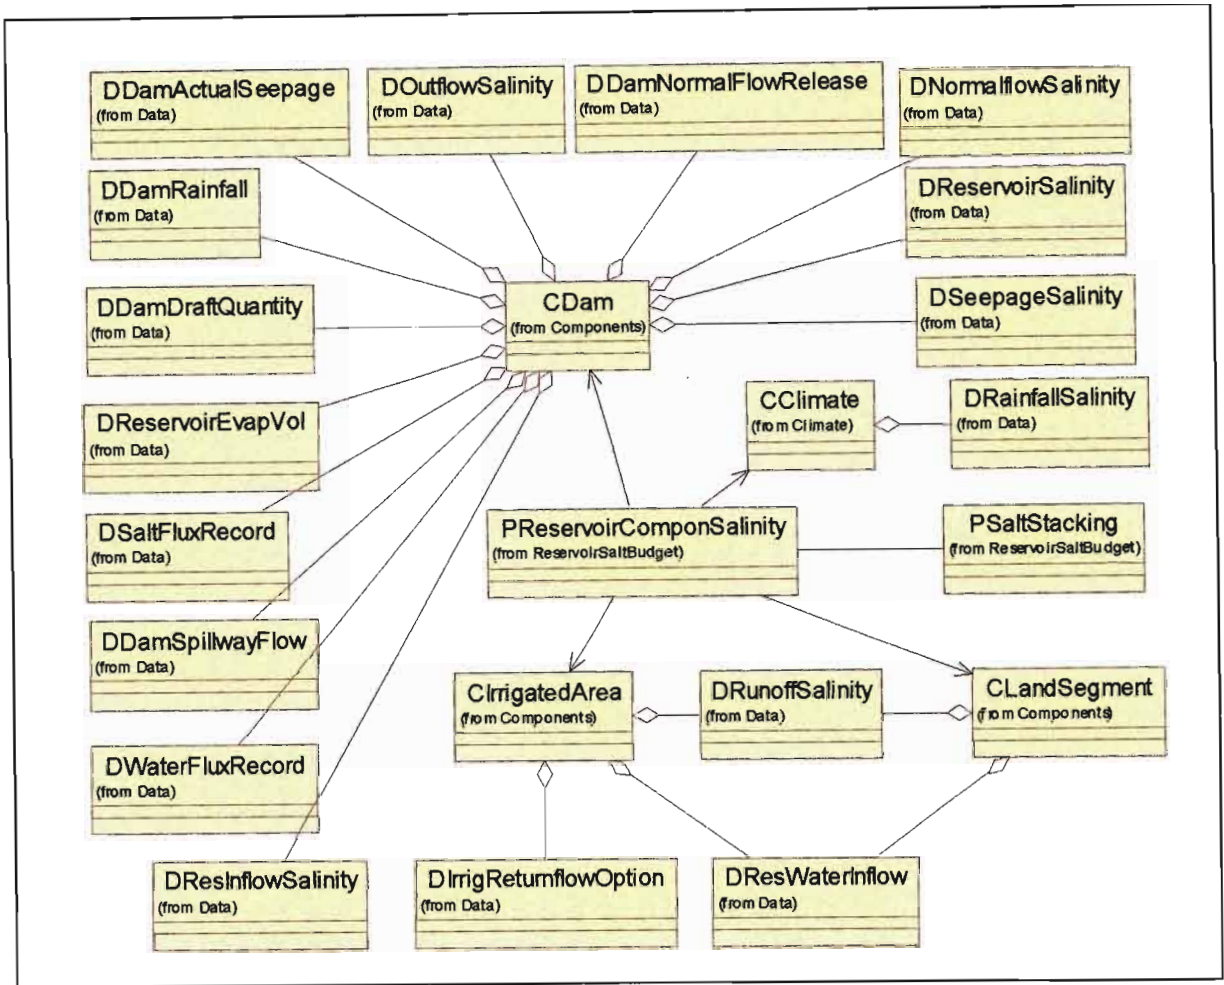 DDamActualSeepage
(from Data)
DOutflowSalinity
(from Data)
DDamNormalFlowRelease
(from Data)
DNormalflowSalinity
(from Data)
DDamRainfall
(from Data)
DReservoirSalinity
(from Data)
DDamDraftQuantity
(from Data)
CDam
(from Components)
DSeepageSalinity
(from Data)
DReservoirEvapVol
(from Data)
CClimate
(from Climate)
DRainfallSalinity
(from Data)
DSaltFluxRecord
(from Data)
PReservoirComponSalinity
(from ReservoirSaltBudget)
PSaltStacking
(from ReservoirSaltBudget)
DDamSpillwayFlow
(from Data)
CIrrigatedArea
(from Components)
DRunoffSalinity
(from Data)
CLandSegment
(from Components)
DWaterFluxRecord
(from Data)
DResInflowSalinity
(from Data)
DIrrigReturnflowOption
(from Data)
DResWaterInflow
(from Data)